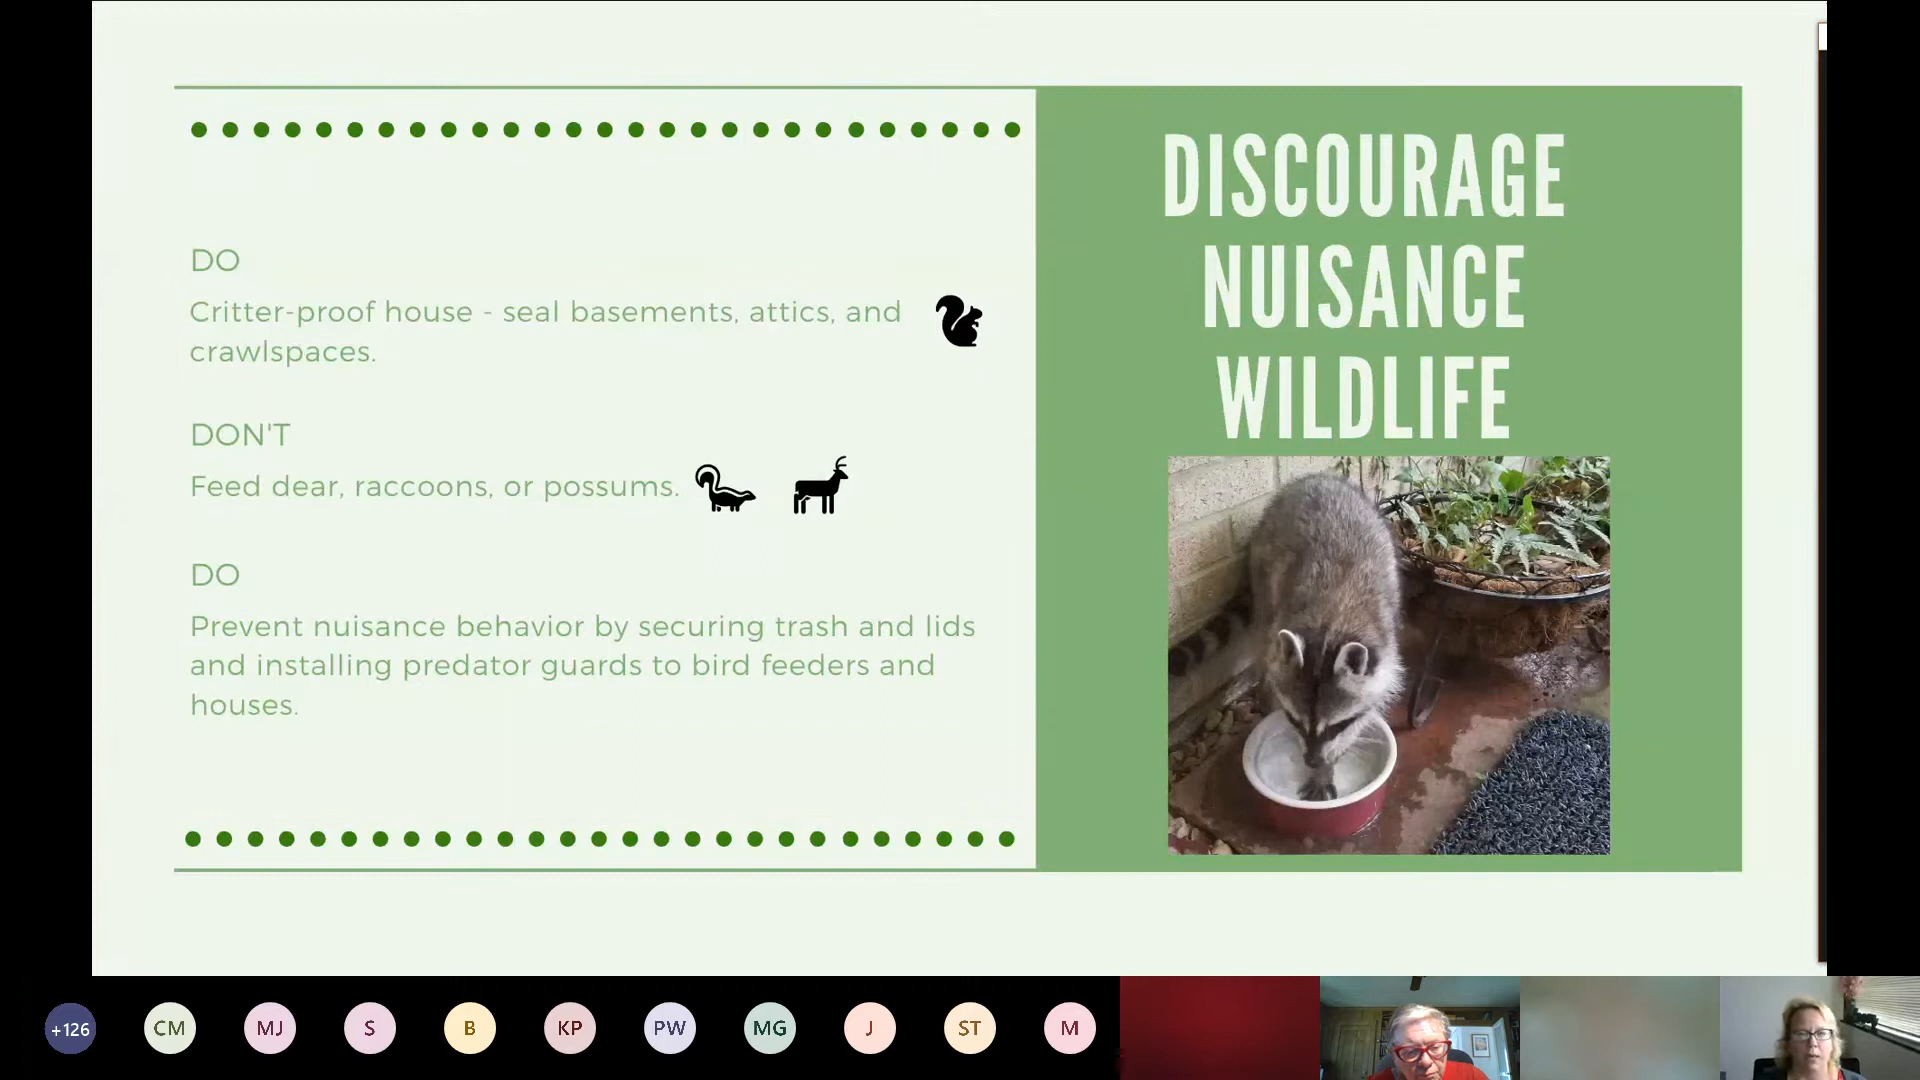 DISCOURAGE
NUISANCE
WILDLIFE
DO
Critter-proof house - seal basements, attics, and
crawlspaces.
DON'T
Feed dear, raccoons, or possums.
DO
Prevent nuisance behavior by securing trash and lids
and installing predator guards to bird feeders and
houses.
+126 CM MJ S B KP PW MG J ST M